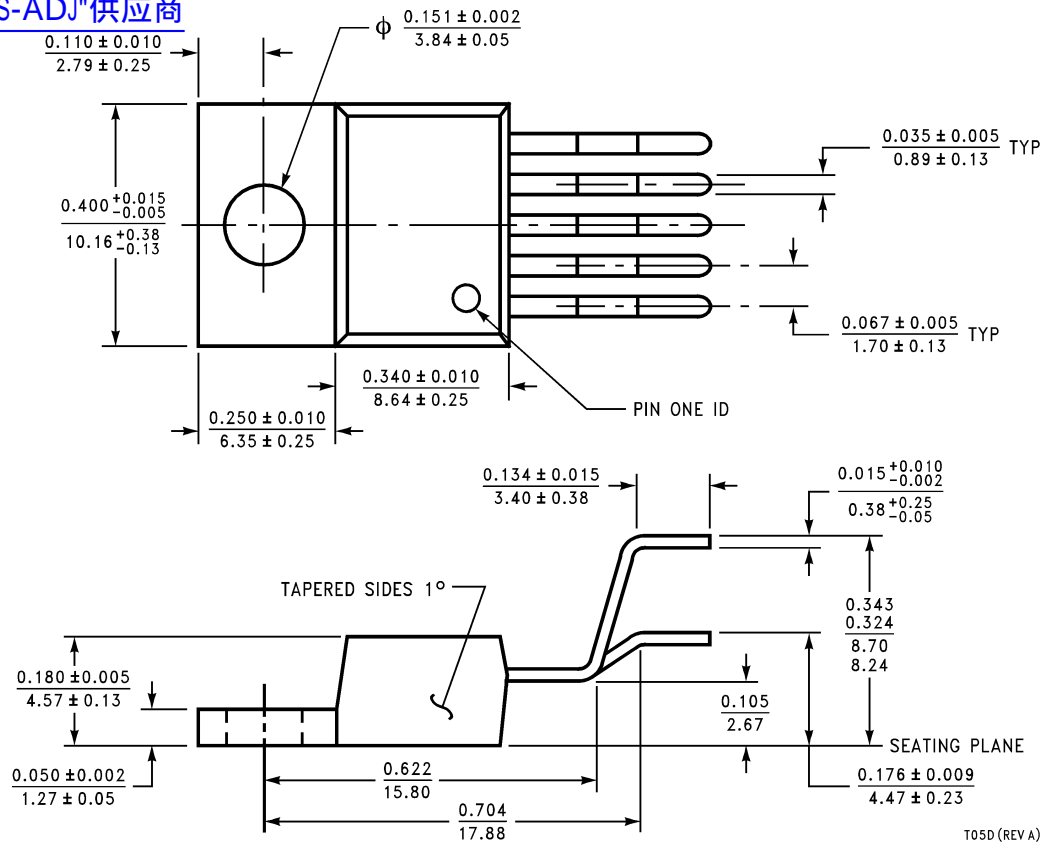 S-ADJ"供应商
ϕ 0.151 ± 0.002
3.84 ± 0.05
0.110 ± 0.010
2.79 ± 0.25
0.035 ± 0.005 TYP
0.89 ± 0.13
0.400 +0.015 -0.005
10.16 +0.38 -0.13
0.067 ± 0.005 TYP
1.70 ± 0.13
0.340 ± 0.010
8.64 ± 0.25
PIN ONE ID
0.250 ± 0.010
6.35 ± 0.25
0.134 ± 0.015
3.40 ± 0.38
0.015 +0.010 -0.002
0.38 +0.25 -0.05
TAPERED SIDES 1°
0.343
0.324
8.70
8.24
0.180 ±0.005
4.57 ± 0.13
0.105
2.67
SEATING PLANE
0.050 ±0.002
1.27 ± 0.05
0.622
15.80
0.176 ± 0.009
4.47 ± 0.23
0.704
17.88
T05D (REV A)